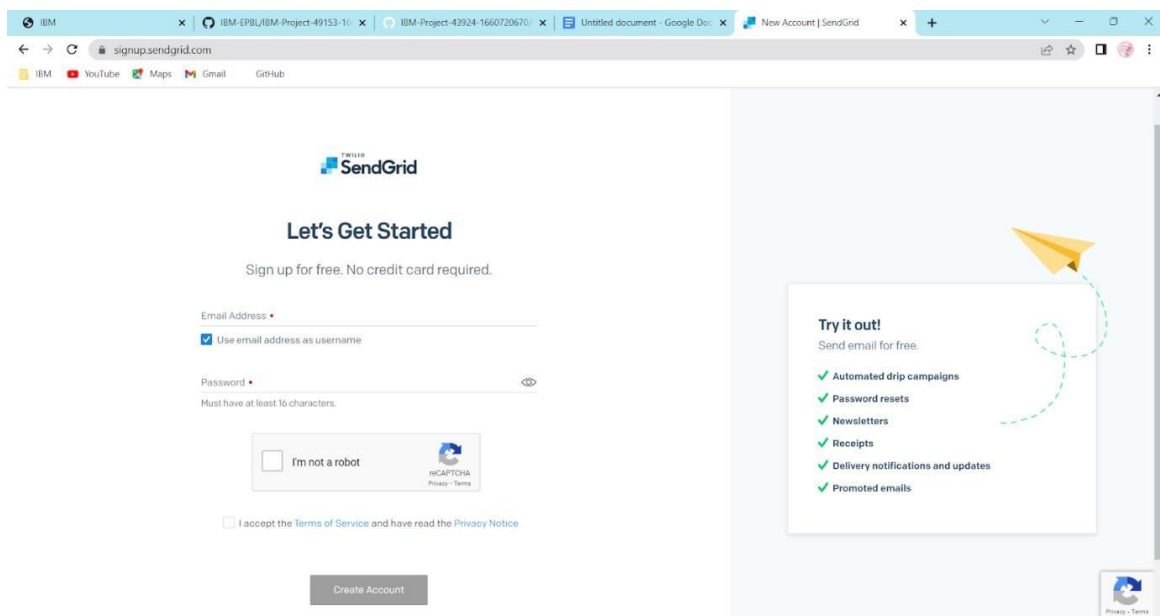 IBM
IBM-EPBL/IBM-Project-49153-16
IBM-Project-43924-1660720670/
Untitled document - Google Doc
New Account | SendGrid
signup.sendgrid.com
IBM
YouTube
Maps
Gmail
GitHub
TWILIO
SendGrid
Let's Get Started
Sign up for free. No credit card required.
Email Address •
Use email address as username
Password •
Must have at least 16 characters.
I'm not a robot
reCAPTCHA
Privacy - Terms
I accept the Terms of Service and have read the Privacy Notice
Create Account
Try it out!
Send email for free.
Automated drip campaigns
Password resets
Newsletters
Receipts
Delivery notifications and updates
Promoted emails
Privacy - Terms